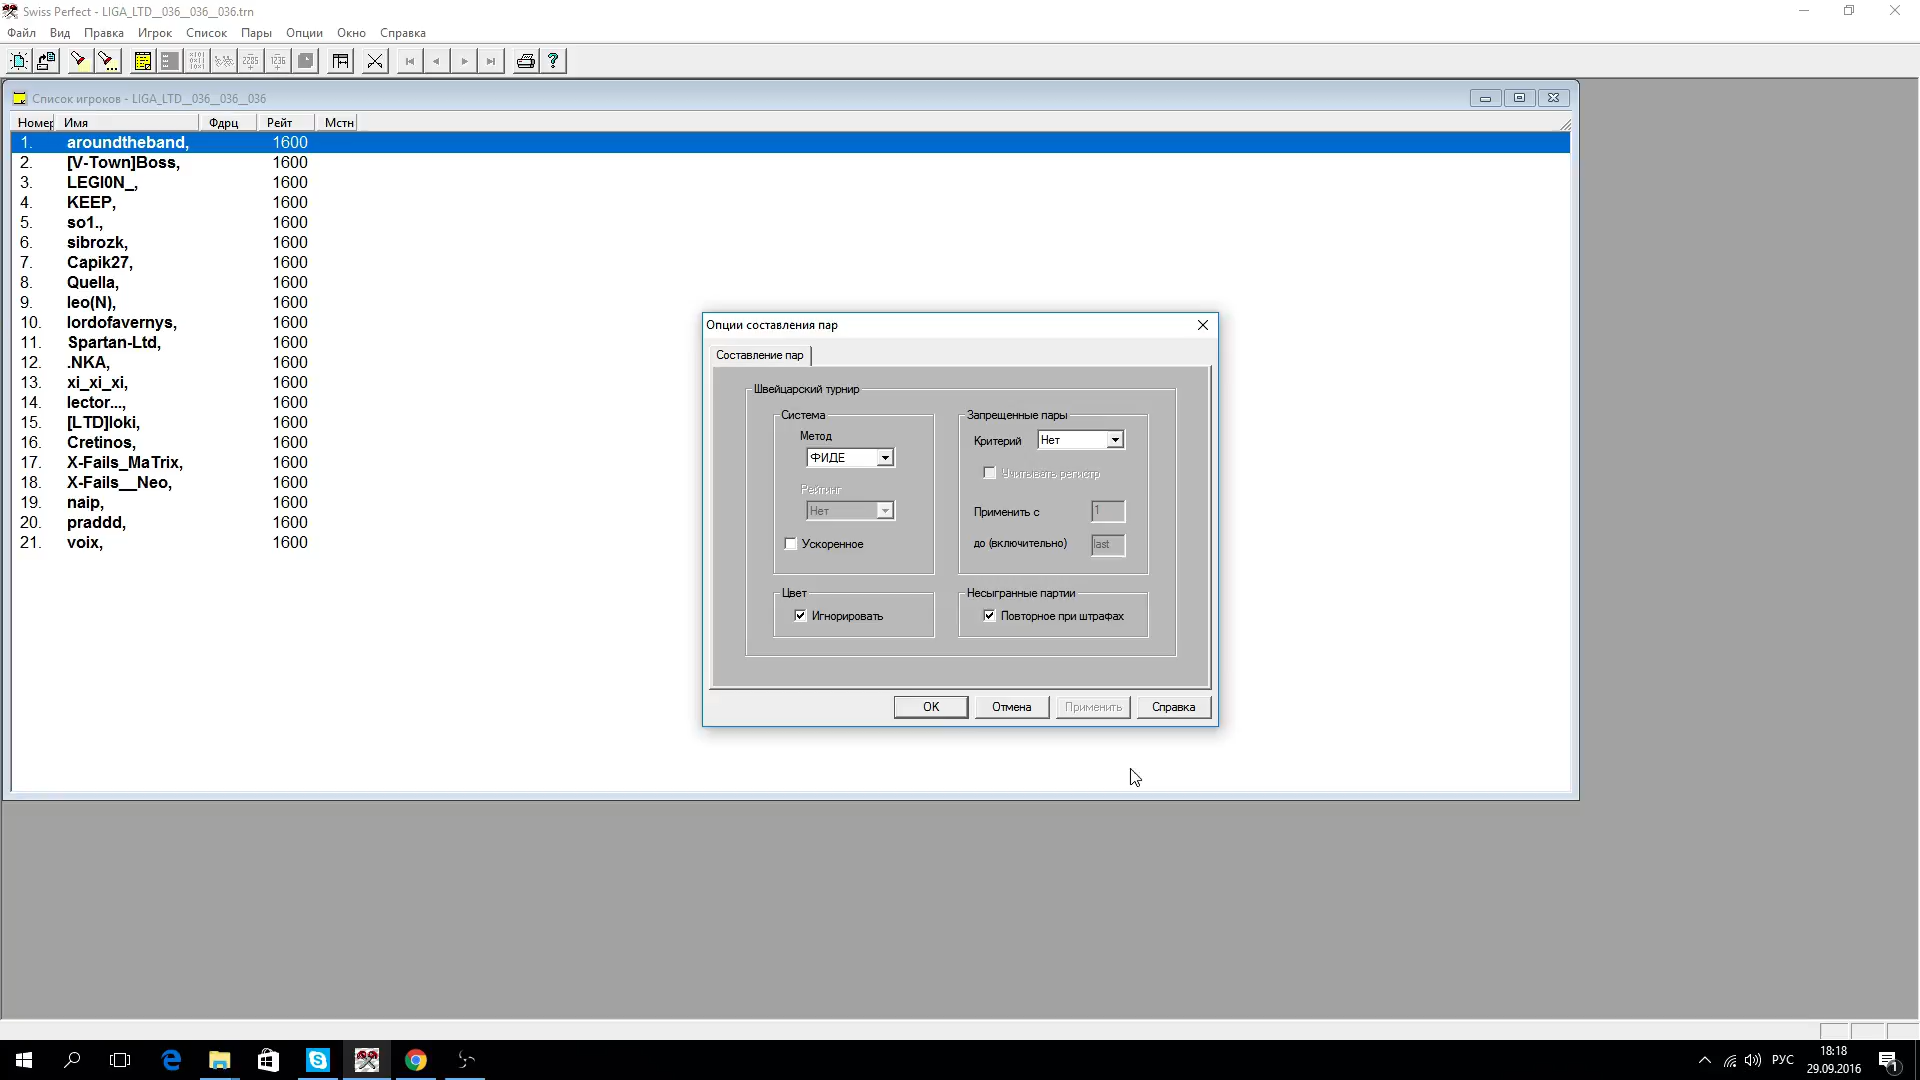 Swiss Perfect - LIGA_LTD__036__036__036.trn
Файл Вид Правка Игрок Список Пары Опции Окно Справка
Список игроков - LIGA_LTD__036__036__036
Номер Имя Фдрц Рейт Мстн
1. aroundtheband, 1600
2. [V-Town]Boss, 1600
3. LEGI0N_, 1600
4. KEEP, 1600
5. so1., 1600
6. sibrozk, 1600
7. Capik27, 1600
8. Quella, 1600
9. leo(N), 1600
10. lordofavernys, 1600
11. Spartan-Ltd, 1600
12. .NKA, 1600
13. xi_xi_xi, 1600
14. lector..., 1600
15. [LTD]loki, 1600
16. Cretinos, 1600
17. X-Fails_MaTrix, 1600
18. X-Fails__Neo, 1600
19. naip, 1600
20. praddd, 1600
21. voix, 1600
Опции составления пар
Составление пар
Швейцарский турнир
Система
Метод
ФИДЕ
Рейтинг
Нет
Ускоренное
Запрещенные пары
Критерий Нет
Учитывать регистр
Применить с 1
до (включительно) last
Цвет
Игнорировать
Несыгранные партии
Повторное при штрафах
OK Отмена Применить Справка
РУС
18:18
29.09.2016
1